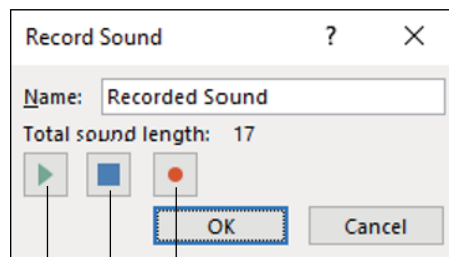 Record Sound ?
Name: Recorded Sound
Total sound length: 17
OK Cancel